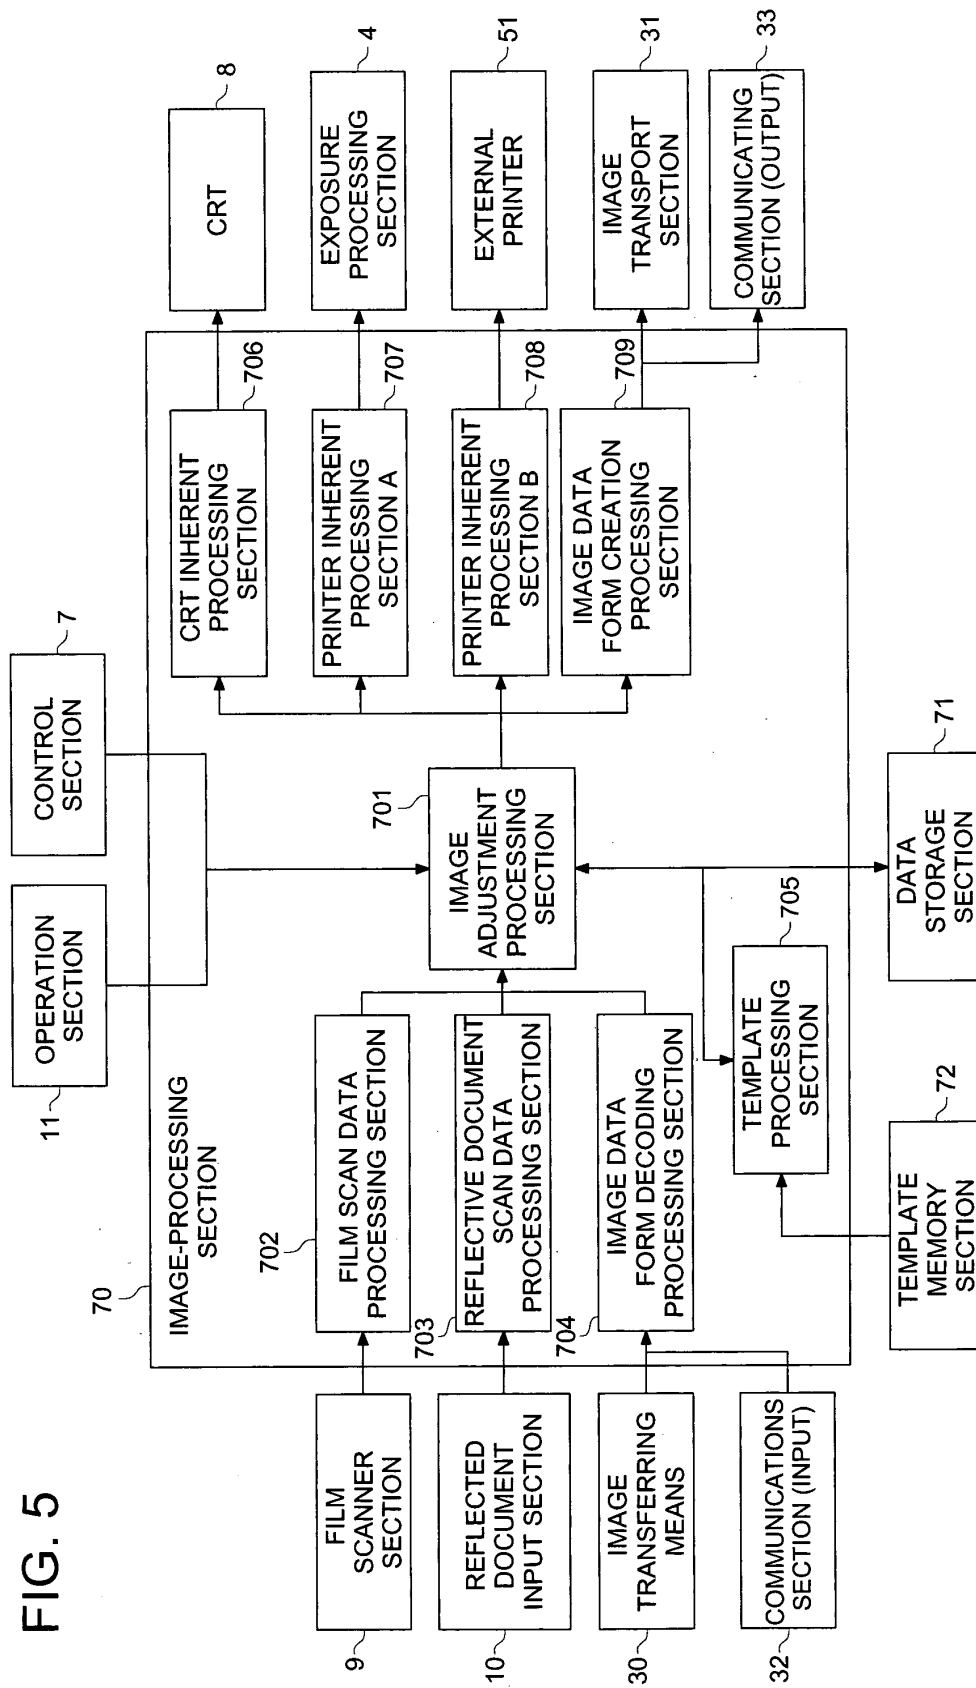 FIG. 5
OPERATION
SECTION
11
CONTROL
SECTION
7
70
IMAGE-PROCESSING
SECTION
FILM
SCANNER
SECTION
9
REFLECTED
DOCUMENT
INPUT SECTION
10
IMAGE
TRANSFERRING
MEANS
30
COMMUNICATIONS
SECTION (INPUT)
32
702
FILM SCAN DATA
PROCESSING SECTION
703
REFLECTIVE DOCUMENT
SCAN DATA
PROCESSING SECTION
704
IMAGE DATA
FORM DECODING
PROCESSING SECTION
701
IMAGE
ADJUSTMENT
PROCESSING
SECTION
TEMPLATE
PROCESSING
SECTION
705
TEMPLATE
MEMORY
SECTION
72
DATA
STORAGE
SECTION
71
CRT INHERENT
PROCESSING
SECTION
706
PRINTER INHERENT
PROCESSING
SECTION A
707
PRINTER INHERENT
PROCESSING
SECTION B
708
IMAGE DATA
FORM CREATION
PROCESSING
SECTION
709
CRT
8
EXPOSURE
PROCESSING
SECTION
4
EXTERNAL
PRINTER
51
IMAGE
TRANSPORT
SECTION
31
COMMUNICATING
SECTION (OUTPUT)
33